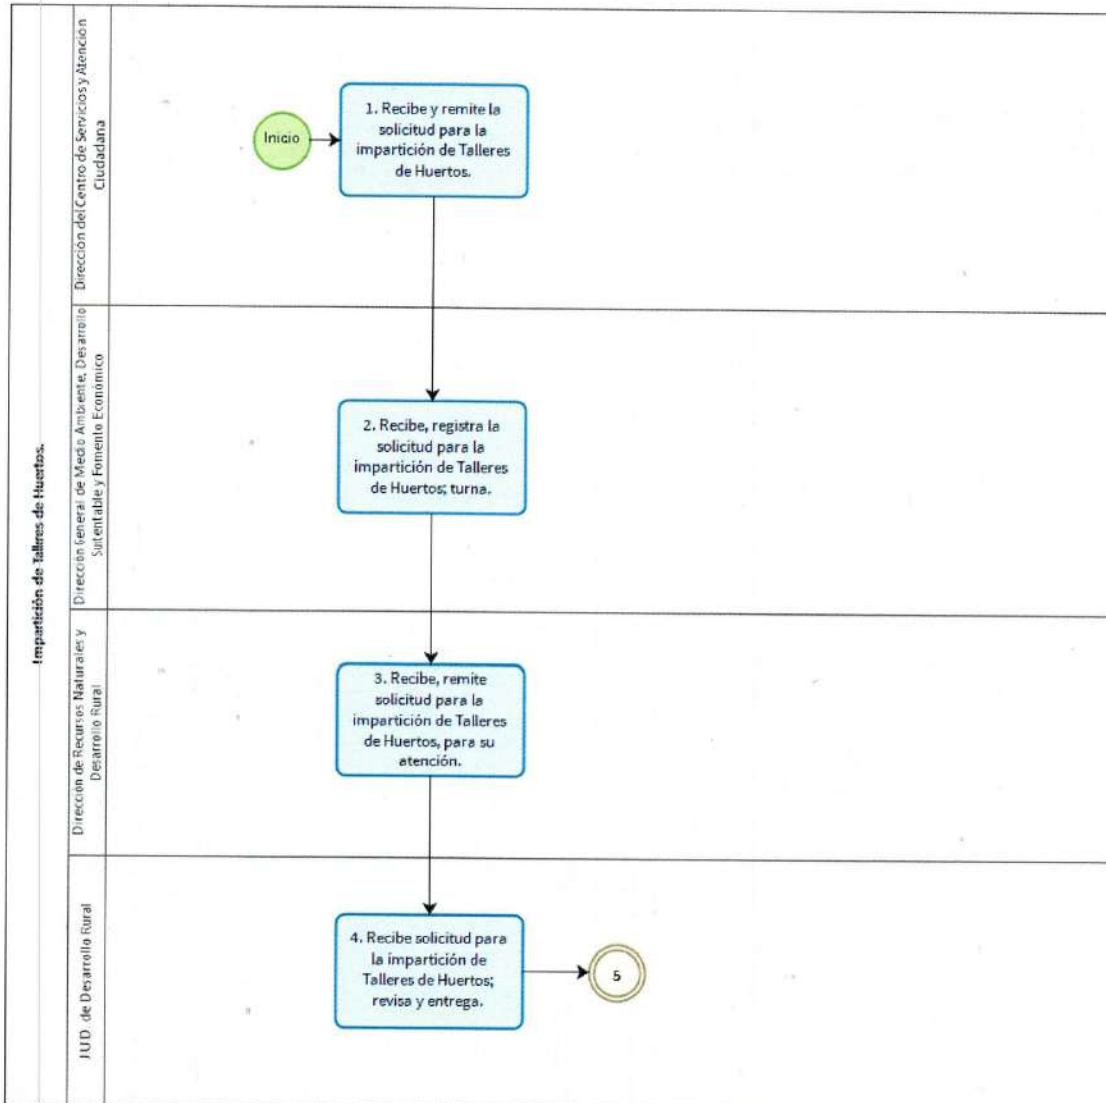 Impartición de Talleres de Huertos.
Dirección del Centro de Servicios y Atención
Ciudadana
Inicio
1. Recibe y remite la
solicitud para la
impartición de Talleres
de Huertos.
Dirección General de Medio Ambiente, Desarrollo
Sutentable y Fomento Económico
2. Recibe, registra la
solicitud para la
impartición de Talleres
de Huertos; turna.
Dirección de Recursos Naturales y
Desarrollo Rural
3. Recibe, remite
solicitud para la
impartición de Talleres
de Huertos, para su
atención.
J.U.D. de Desarrollo Rural
4. Recibe solicitud para
la impartición de
Talleres de Huertos;
revisa y entrega.
5